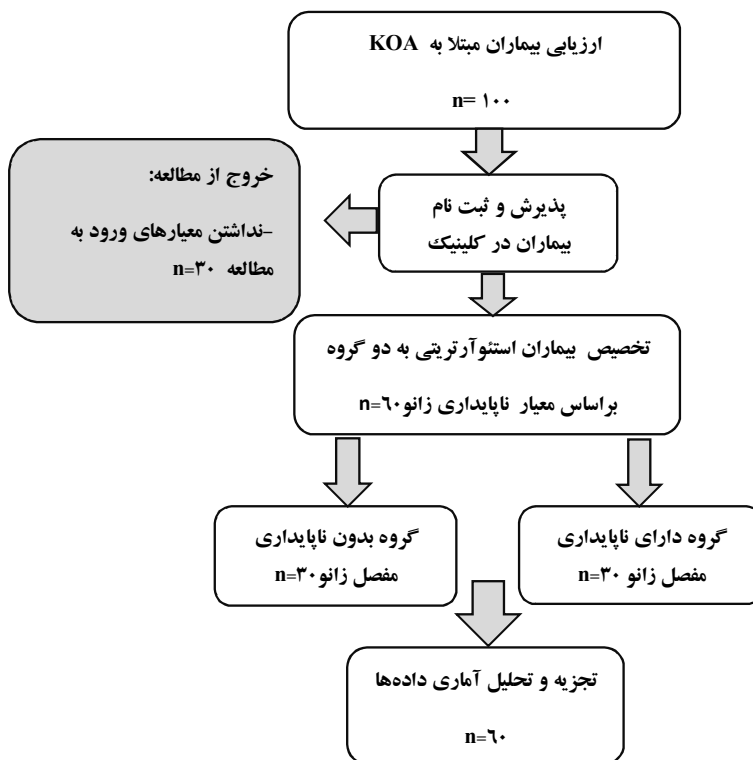 ارزیابی بیماران مبتلا به KOA
n= ۱۰۰
خروج از مطالعه:
-نداشتن معیارهای ورود به
مطالعه n=۳۰
پذیرش و ثبت نام
بیماران در کلینیک
تخصیص بیماران استئوآرتریتی به دو گروه
براساس معیار ناپایداری زانو n=٦۰
گروه دارای ناپایداری
مفصل زانو n=۳۰
گروه بدون ناپایداری
مفصل زانو n=۳۰
تجزیه و تحلیل آماری داده‌ها
n=٦۰